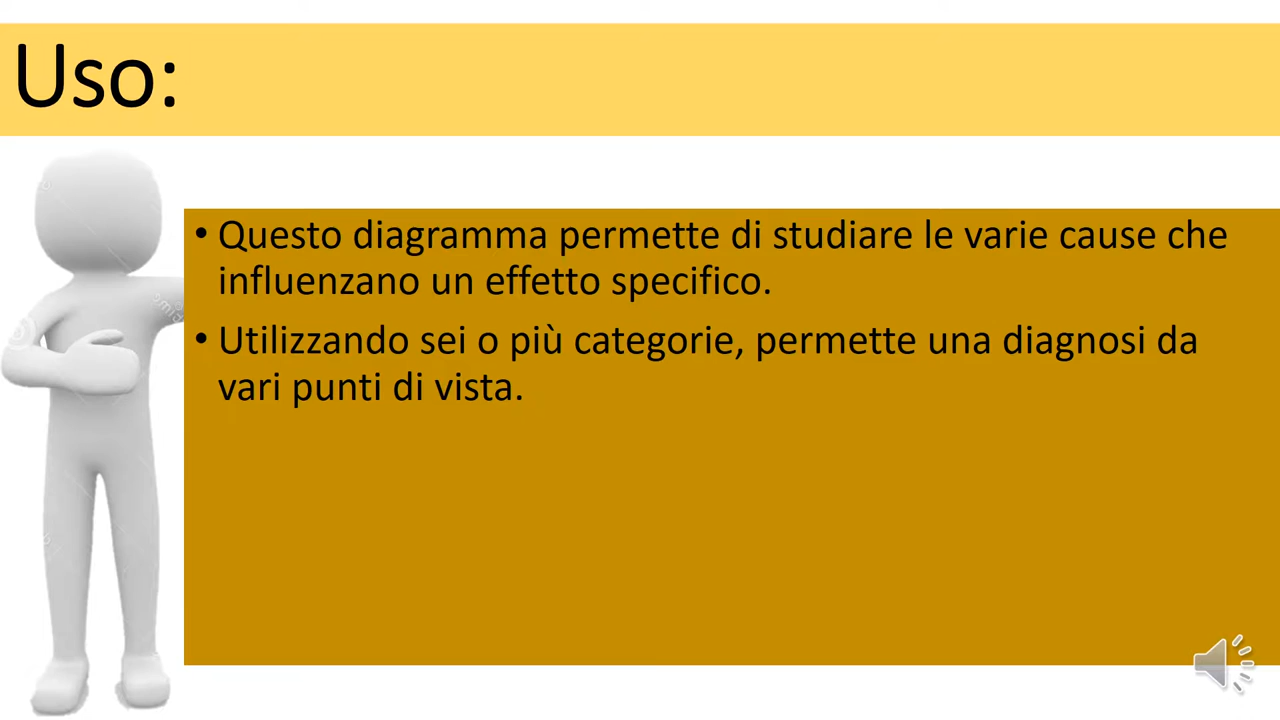 Uso:
• Questo diagramma permette di studiare le varie cause che
influenzano un effetto specifico.
• Utilizzando sei o più categorie, permette una diagnosi da
vari punti di vista.